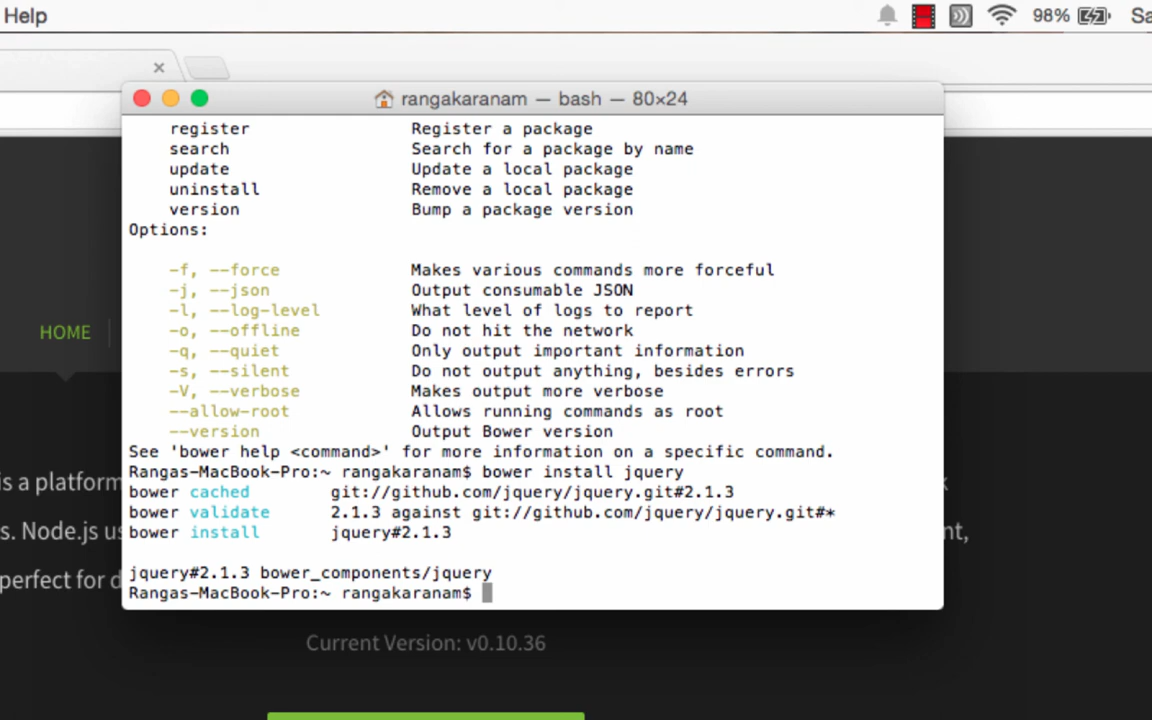 Help
98%
rangakaranam — bash — 80×24
register Register a package
search Search for a package by name
update Update a local package
uninstall Remove a local package
version Bump a package version
Options:
-f, --force Makes various commands more forceful
-j, --json Output consumable JSON
-l, --log-level What level of logs to report
-o, --offline Do not hit the network
-q, --quiet Only output important information
-s, --silent Do not output anything, besides errors
-V, --verbose Makes output more verbose
--allow-root Allows running commands as root
--version Output Bower version
See 'bower help <command>' for more information on a specific command.
Rangas-MacBook-Pro:~ rangakaranam$ bower install jquery
bower cached git://github.com/jquery/jquery.git#2.1.3
bower validate 2.1.3 against git://github.com/jquery/jquery.git#*
bower install jquery#2.1.3
jquery#2.1.3 bower_components/jquery
Rangas-MacBook-Pro:~ rangakaranam$
HOME
is a platform
s. Node.js us
nt,
perfect for d
Current Version: v0.10.36